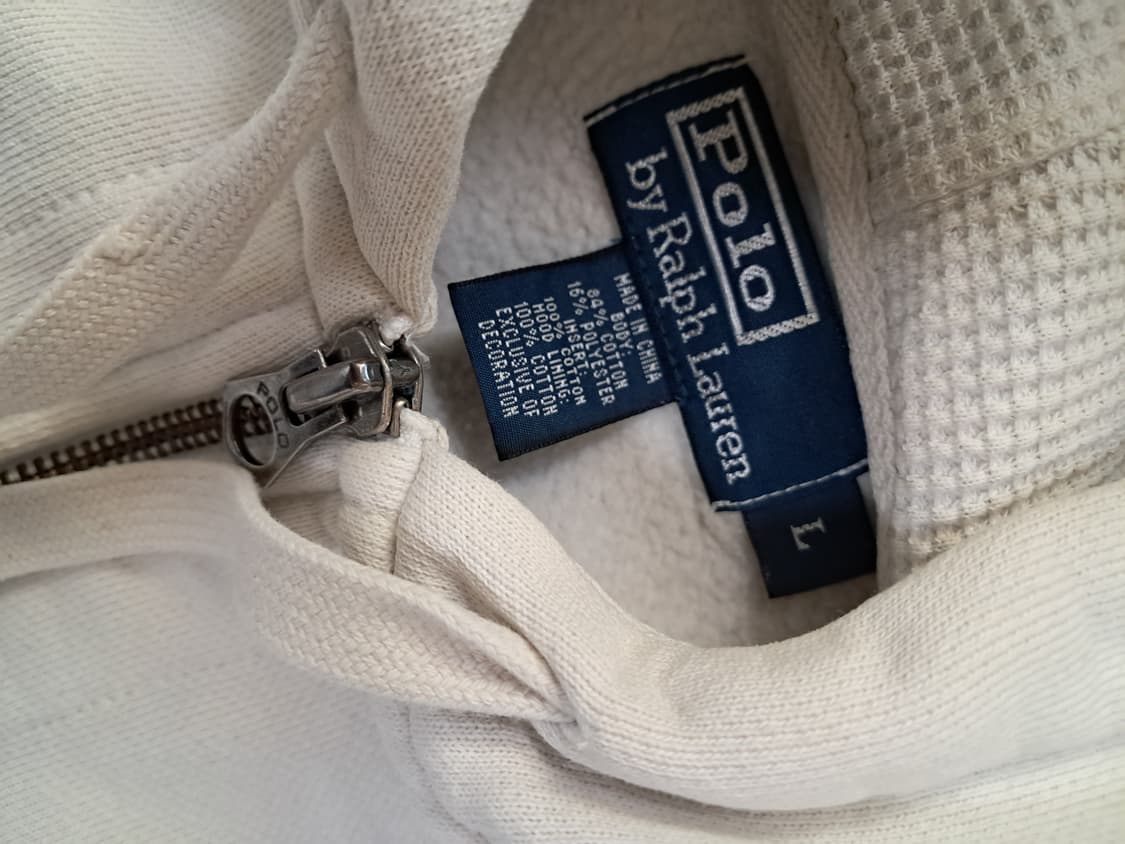 Polo
by Ralph Lauren
L
MADE IN CHINA
BODY:
84% COTTON
16% POLYESTER
INSERT:
100% COTTON
HOOD LINING:
100% COTTON
EXCLUSIVE OF
DECORATION
POLO